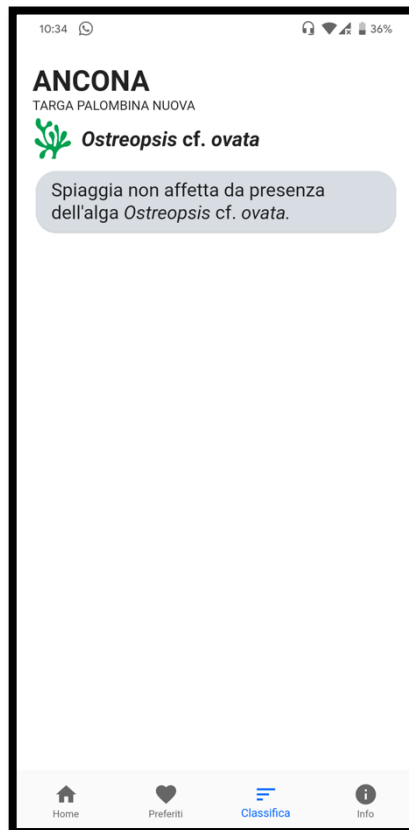 10:34 36%
ANCONA
TARGA PALOMBINA NUOVA
Ostreopsis cf. ovata
Spiaggia non affetta da presenza
dell'alga Ostreopsis cf. ovata.
Home Preferiti Classifica Info